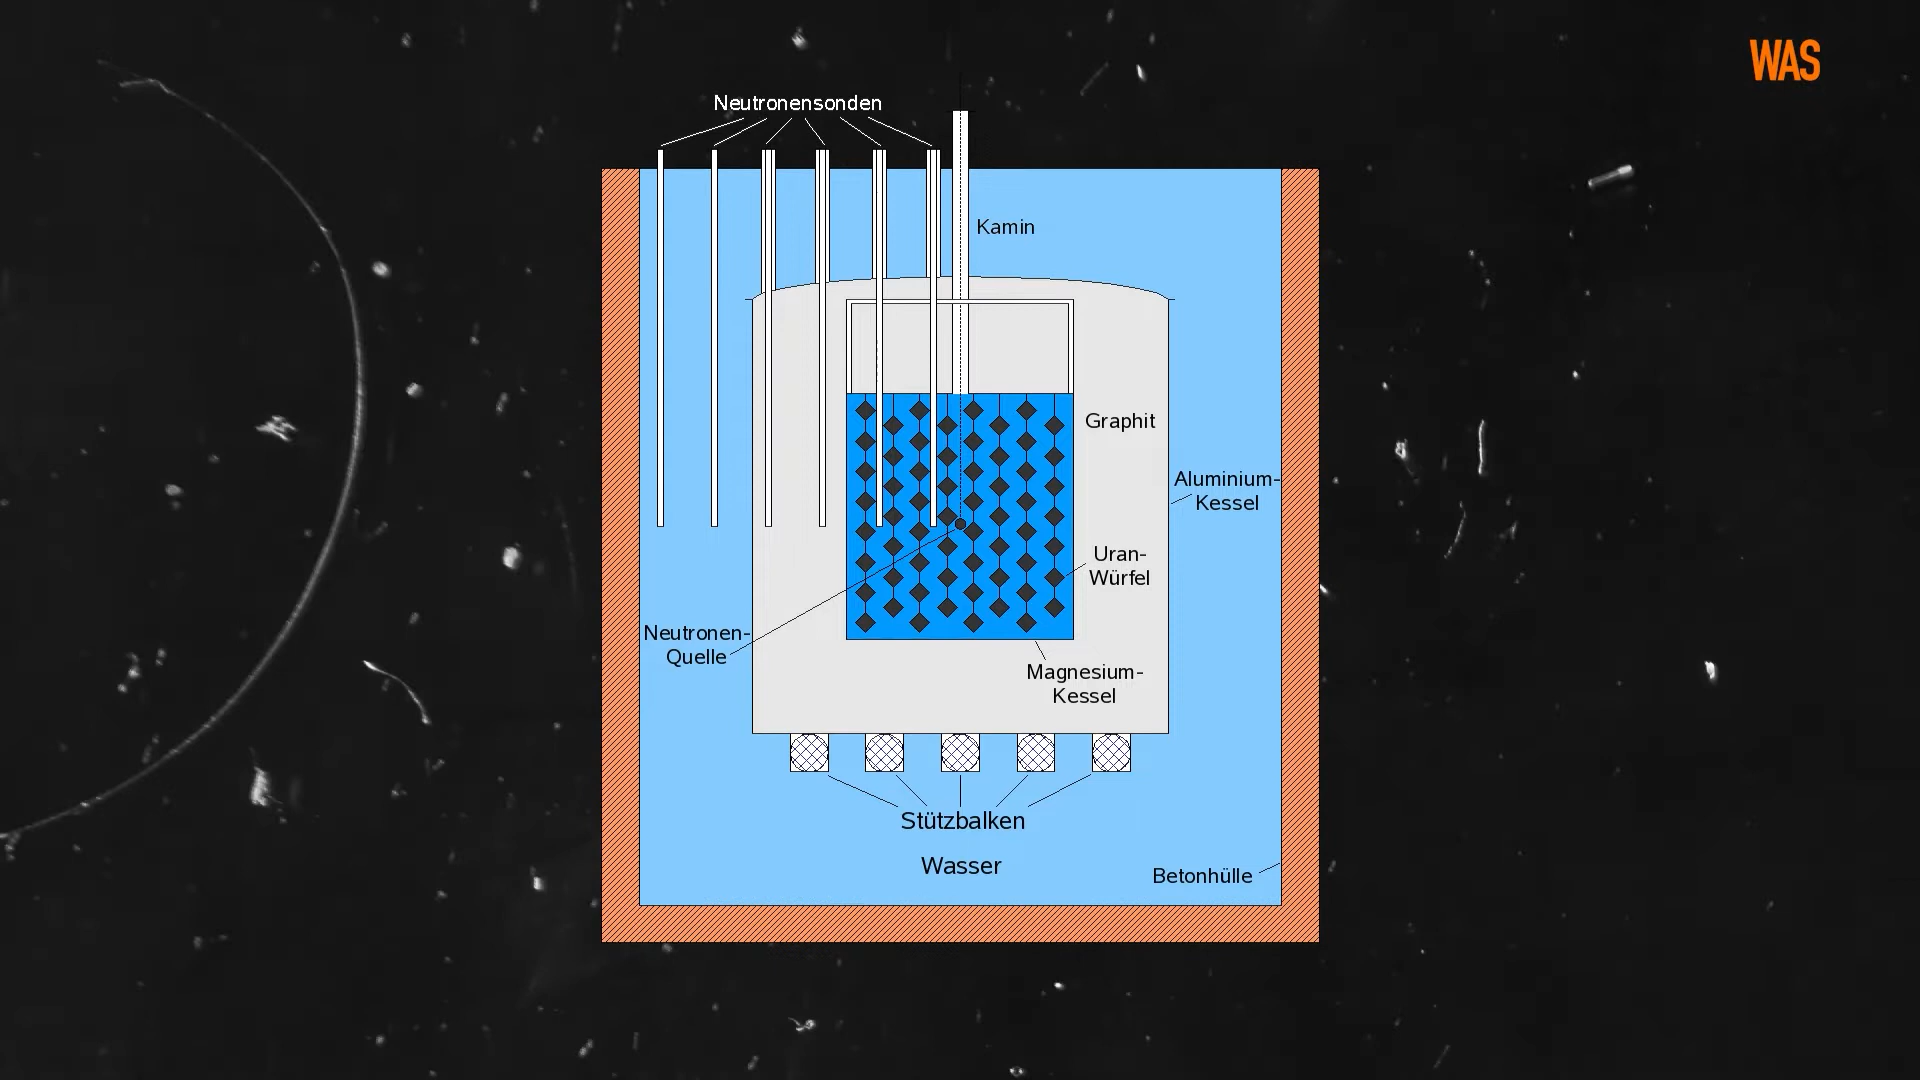 WAS
Neutronensonden
Kamin
Graphit
Aluminium-
Kessel
Uran-
Würfel
Neutronen-
Quelle
Magnesium-
Kessel
Stützbalken
Wasser
Betonhülle